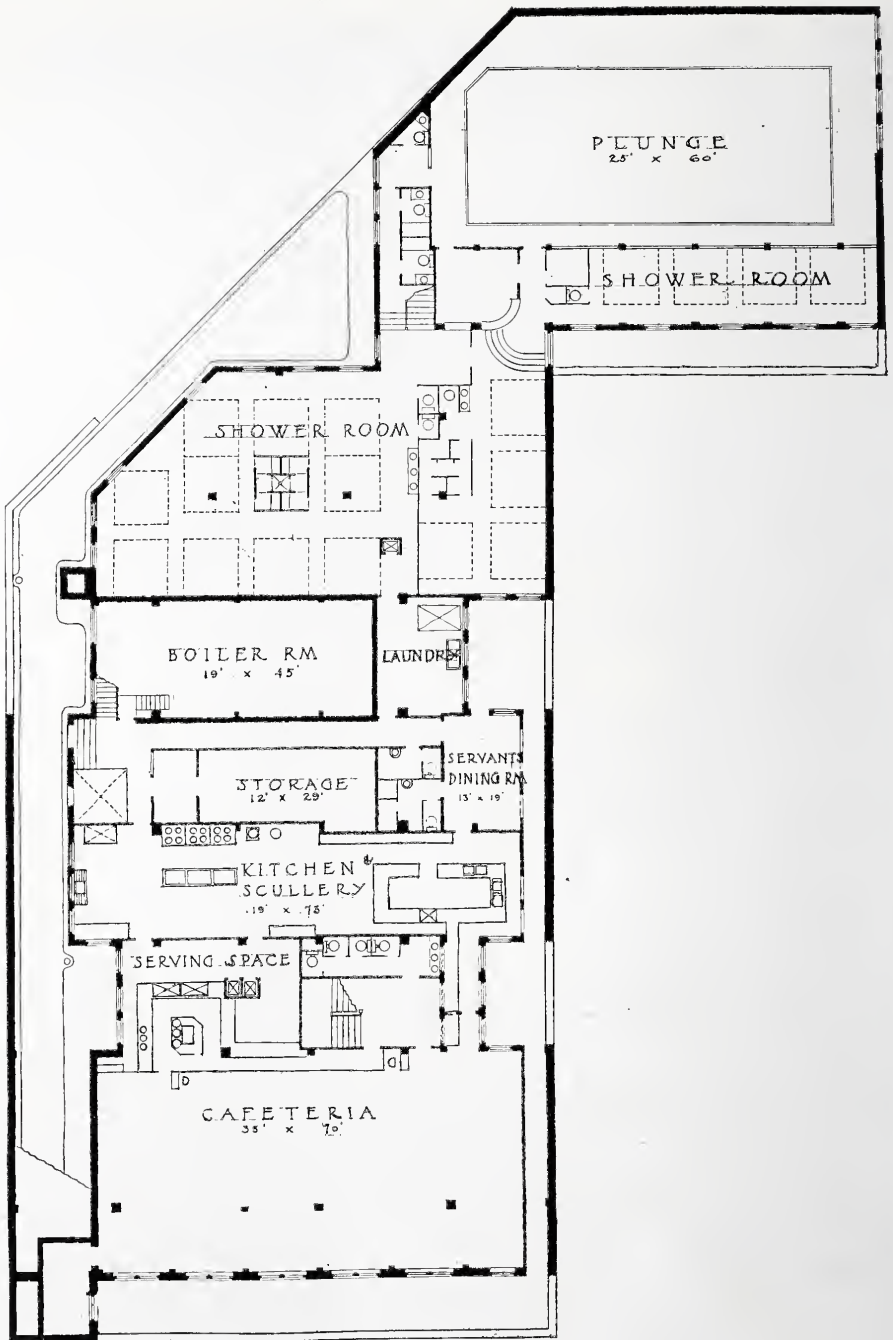 PLUNGE
25' x 60'
SHOWER ROOM
SHOWER ROOM
BOILER RM
19' x 45'
LAUNDRY
SERVANTS
DINING RM
13' x 19'
STORAGE
12' x 29'
KITCHEN &
SCULLERY
19' x 73'
SERVING SPACE
CAFETERIA
35' x 70'